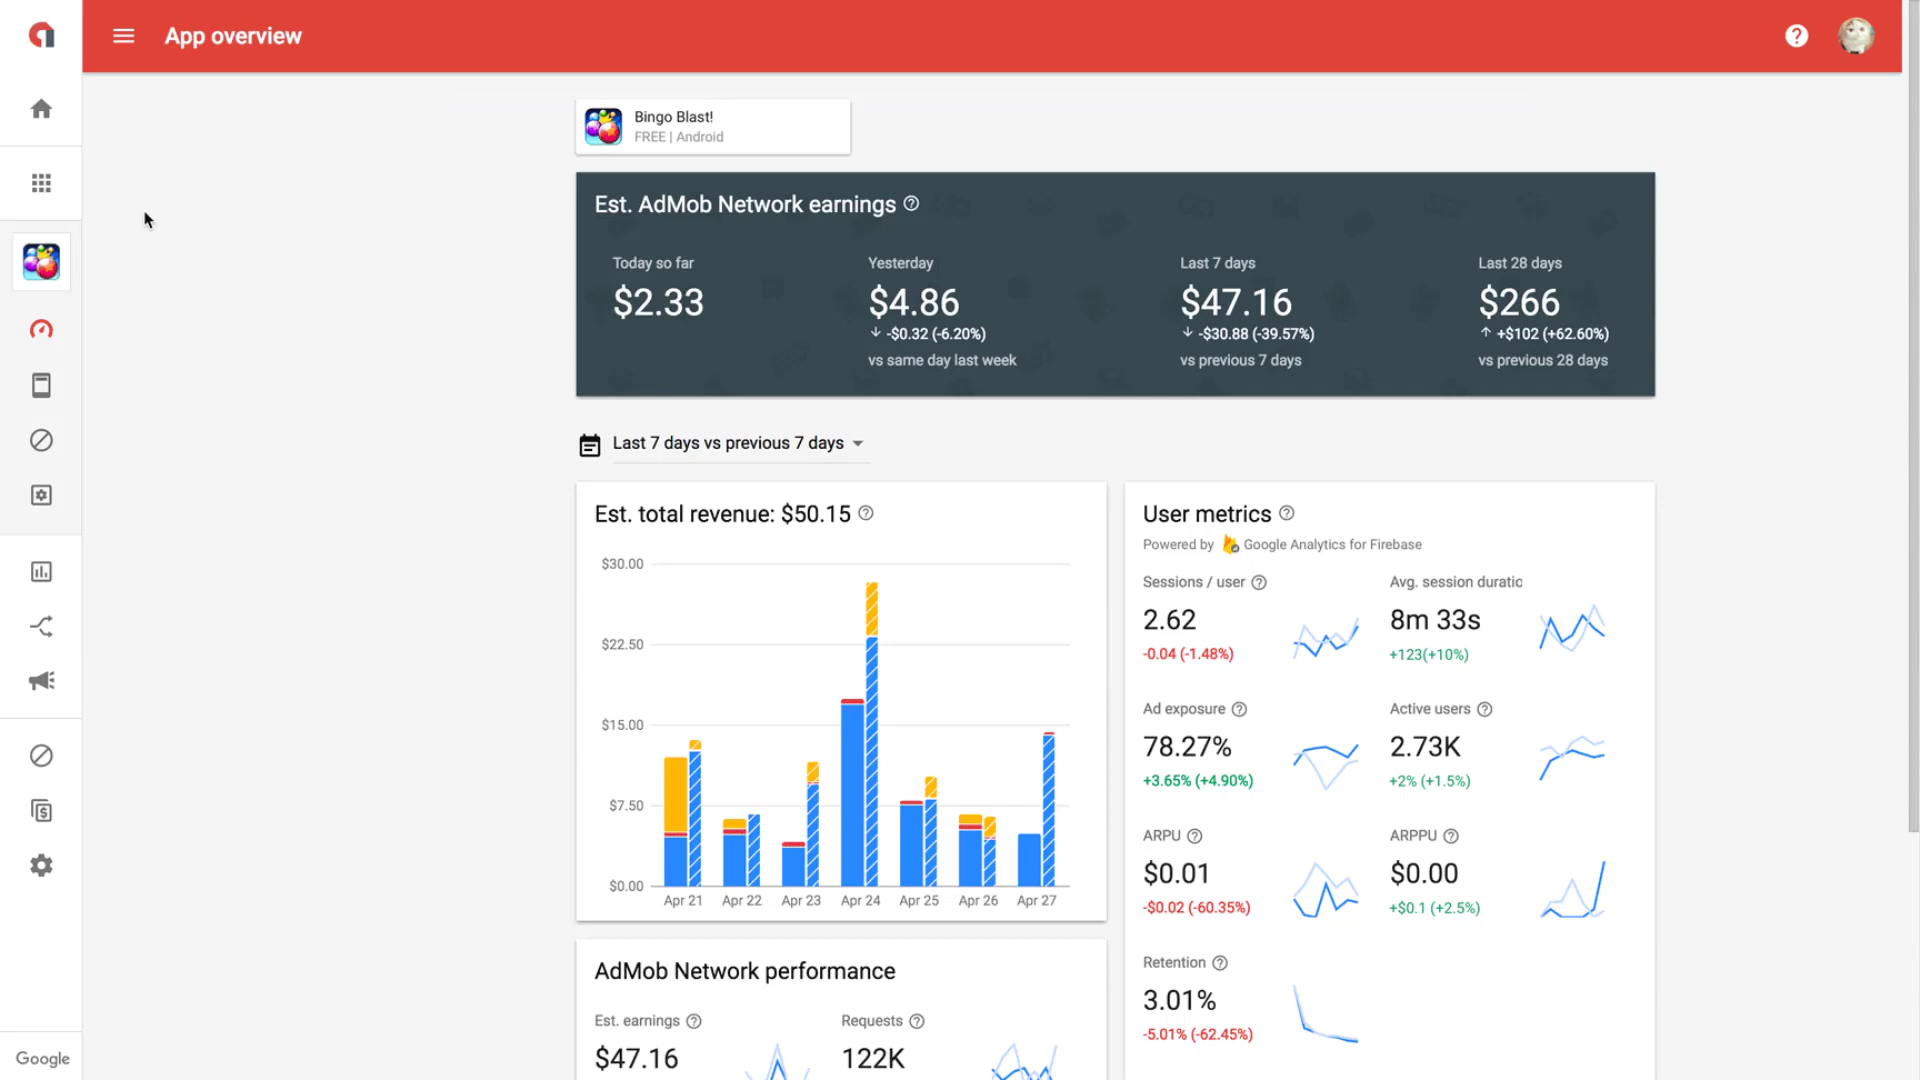 App overview
Bingo Blast!
FREE | Android
Est. AdMob Network earnings
Today so far
$2.33
Yesterday
$4.86
-$0.32 (-6.20%)
vs same day last week
Last 7 days
$47.16
-$30.88 (-39.57%)
vs previous 7 days
Last 28 days
$266
+$102 (+62.60%)
vs previous 28 days
Last 7 days vs previous 7 days
Est. total revenue: $50.15
$30.00
$22.50
$15.00
$7.50
$0.00
Apr 21 Apr 22 Apr 23 Apr 24 Apr 25 Apr 26 Apr 27
User metrics
Powered by Google Analytics for Firebase
Sessions / user
2.62
-0.04 (-1.48%)
Avg. session duratic
8m 33s
+123(+10%)
Ad exposure
78.27%
+3.65% (+4.90%)
Active users
2.73K
+2% (+1.5%)
ARPU
$0.01
-$0.02 (-60.35%)
ARPPU
$0.00
+$0.1 (+2.5%)
Retention
3.01%
-5.01% (-62.45%)
AdMob Network performance
Est. earnings
$47.16
Requests
122K
Google